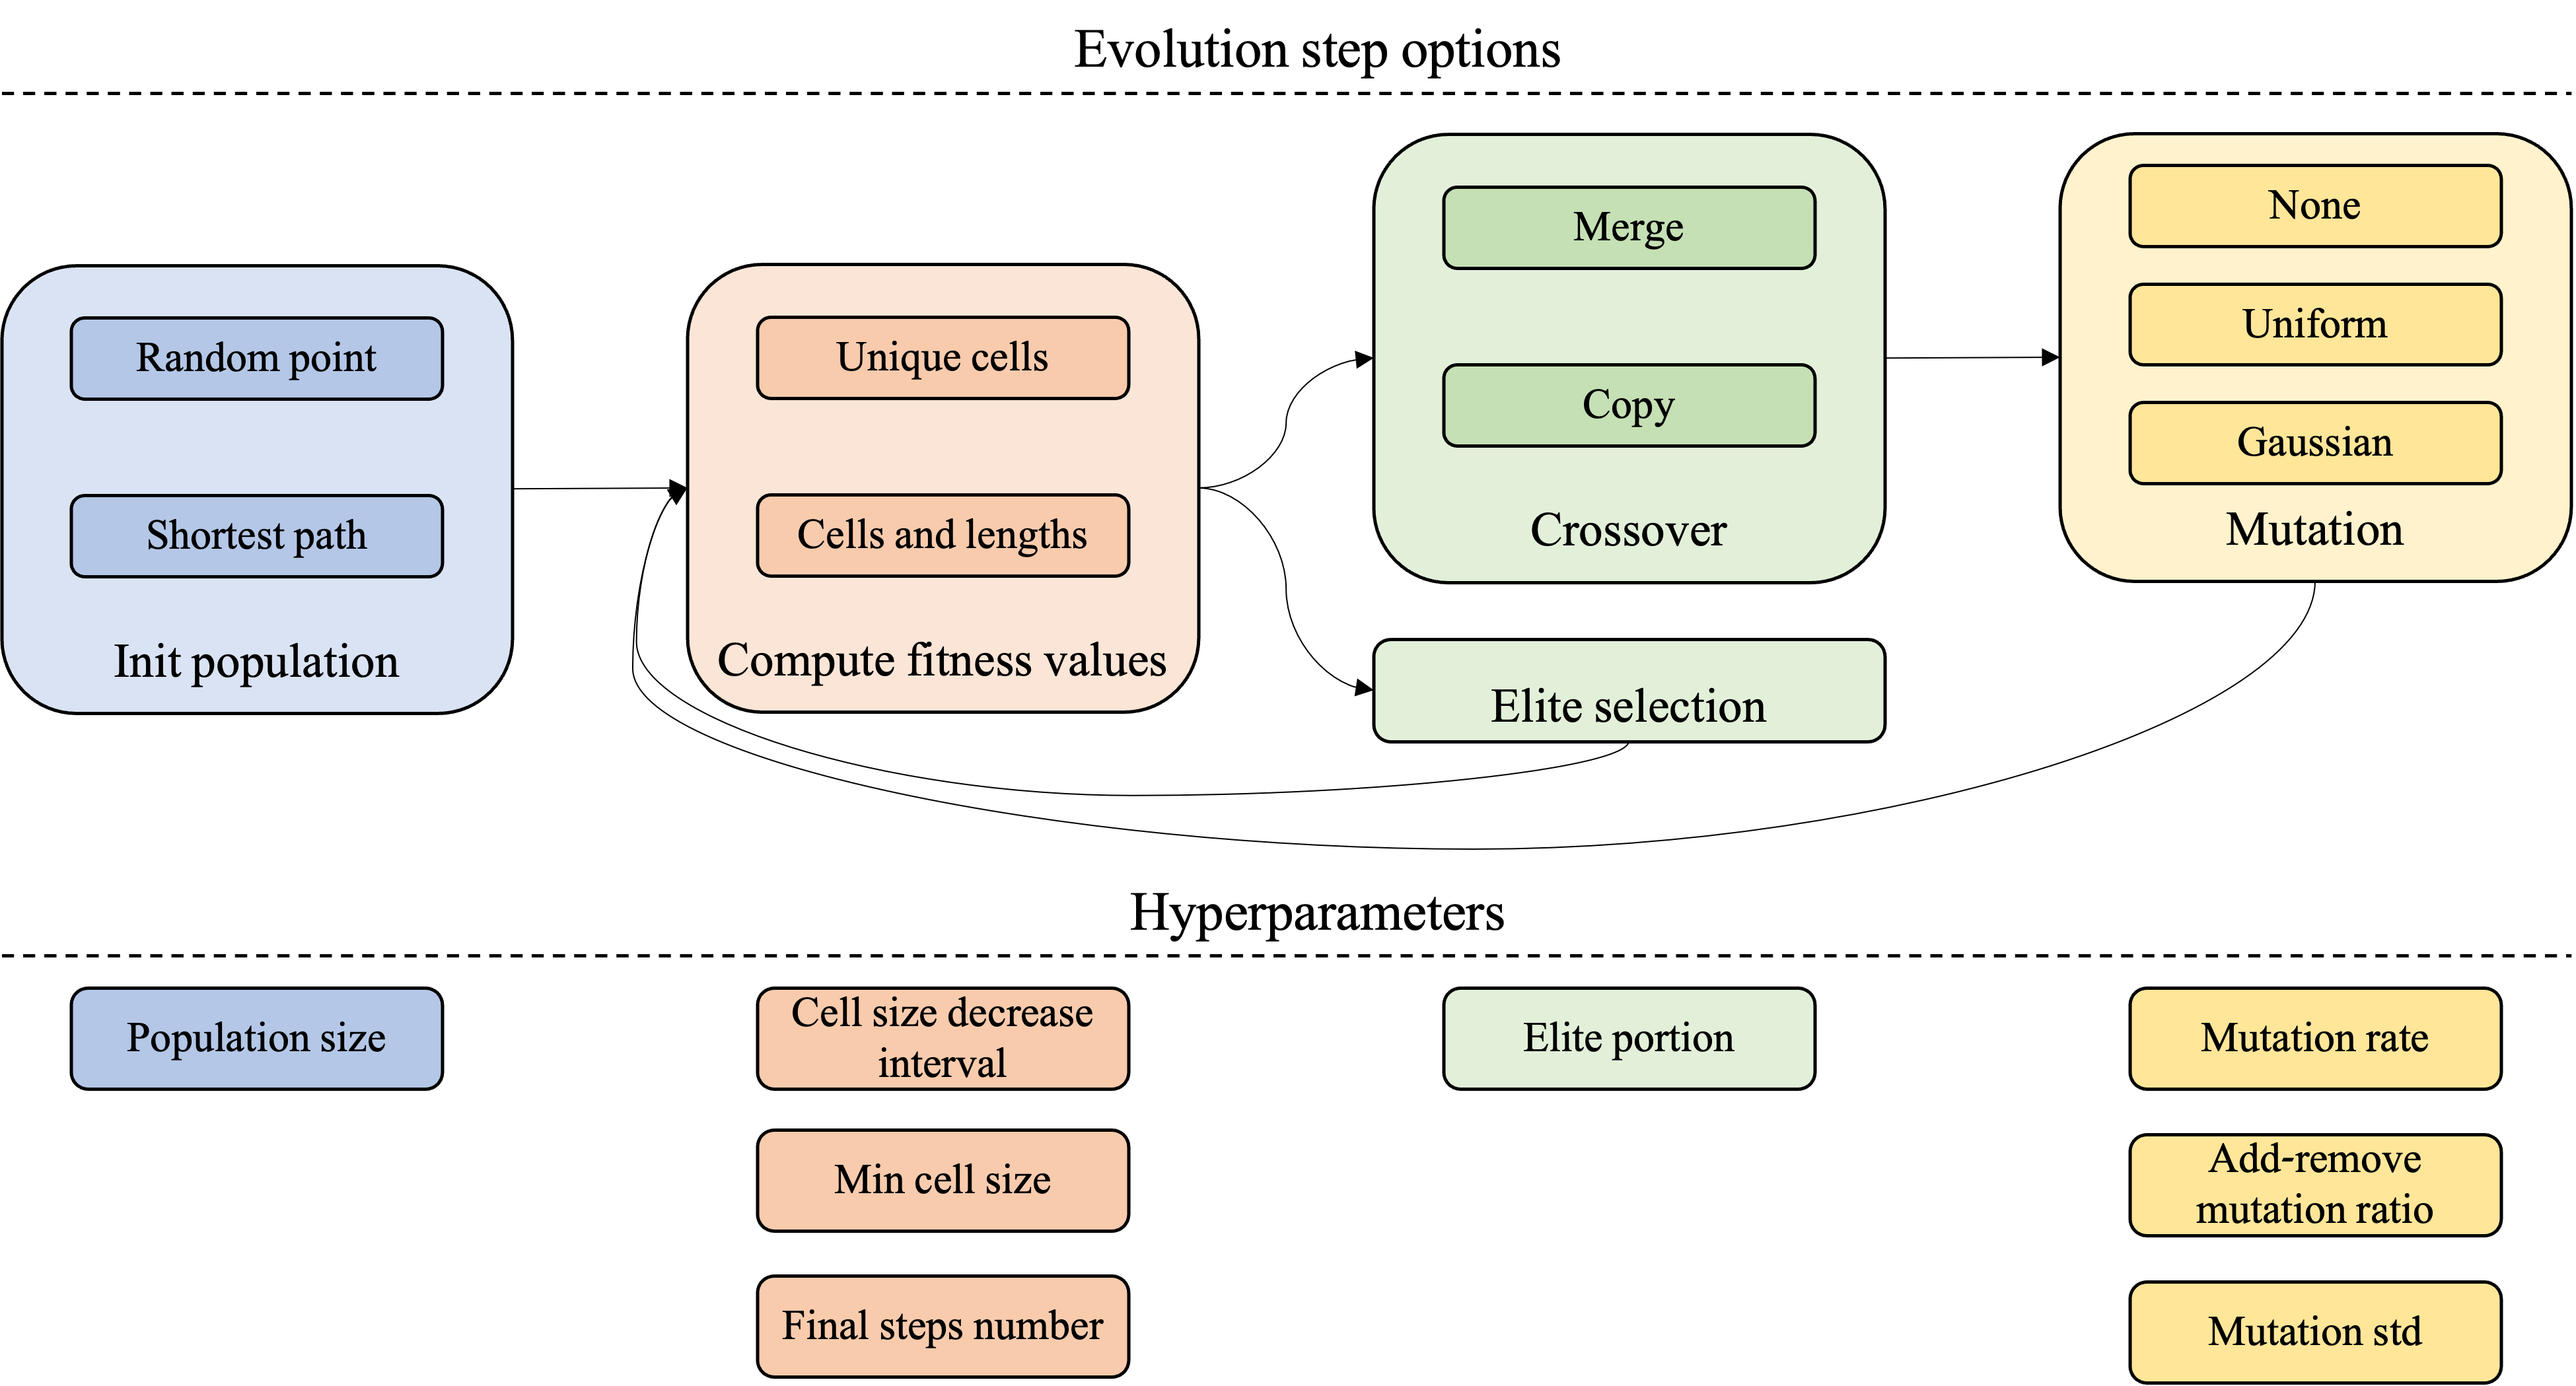 Evolution step options
Random point
Shortest path
Init population
Unique cells
Cells and lengths
Compute fitness values
Merge
Copy
Crossover
Elite selection
None
Uniform
Gaussian
Mutation
Hyperparameters
Population size
Cell size decrease
interval
Min cell size
Final steps number
Elite portion
Mutation rate
Add-remove
mutation ratio
Mutation std